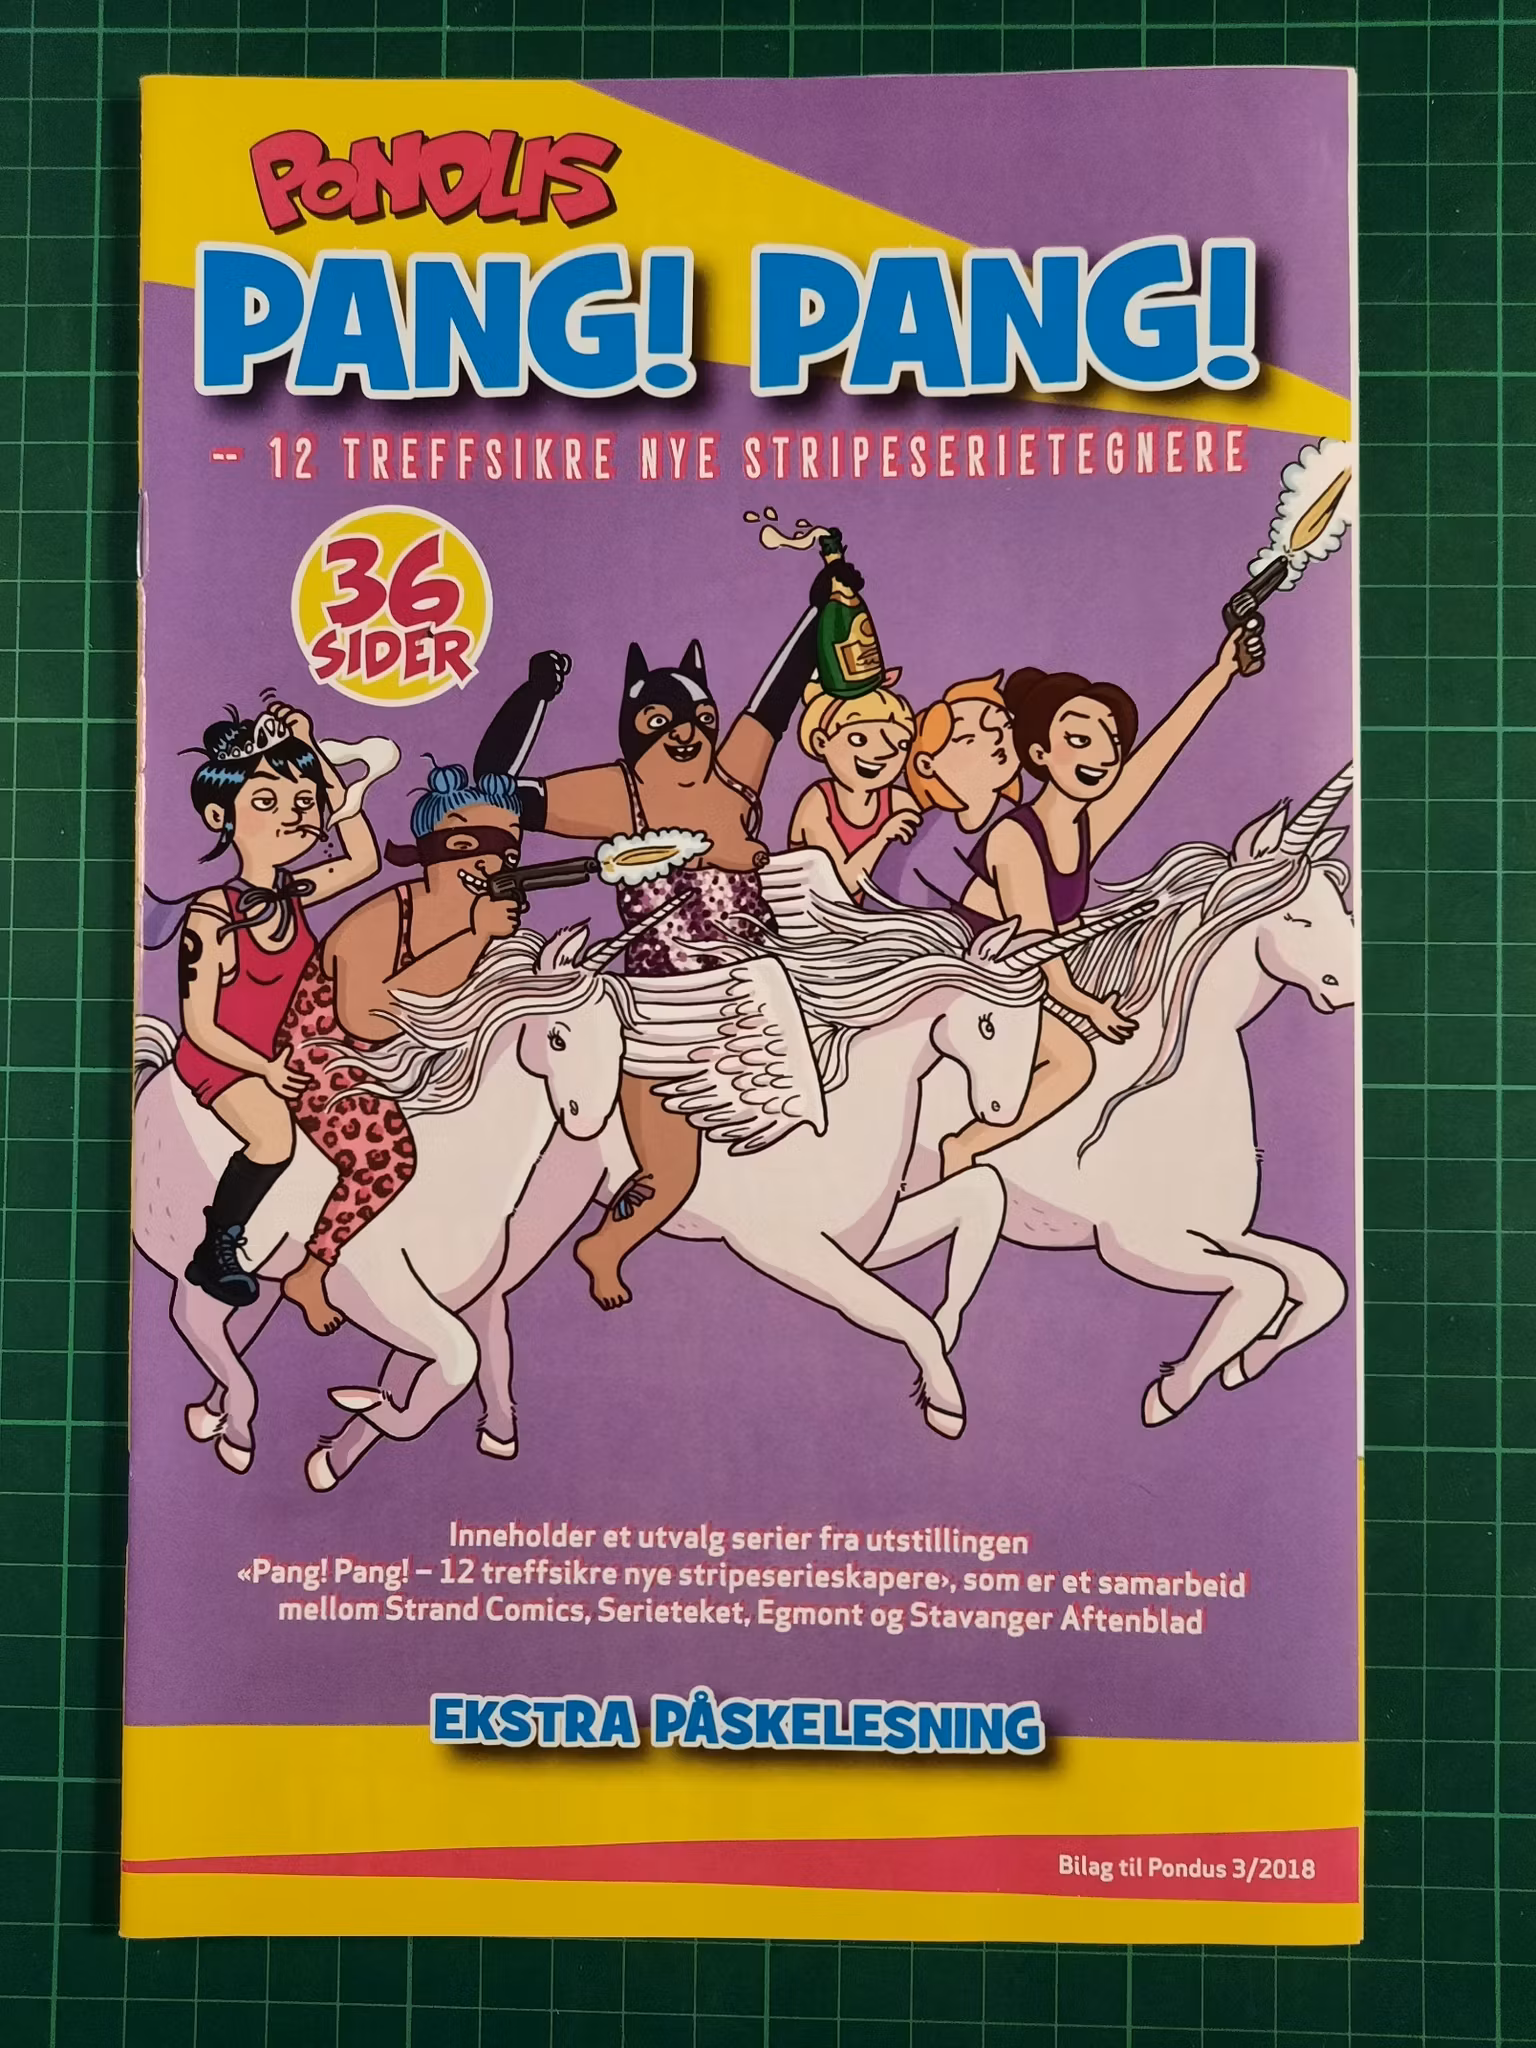 PONDUS
PANG! PANG!
-- 12 TREFFSIKRE NYE STRIPESERIETEGNERE
36
SIDER
Inneholder et utvalg serier fra utstillingen
«Pang! Pang! – 12 treffsikre nye stripeserieskapere›, som er et samarbeid
mellom Strand Comics, Serieteket, Egmont og Stavanger Aftenblad
EKSTRA PÅSKELESNING
Bilag til Pondus 3/2018